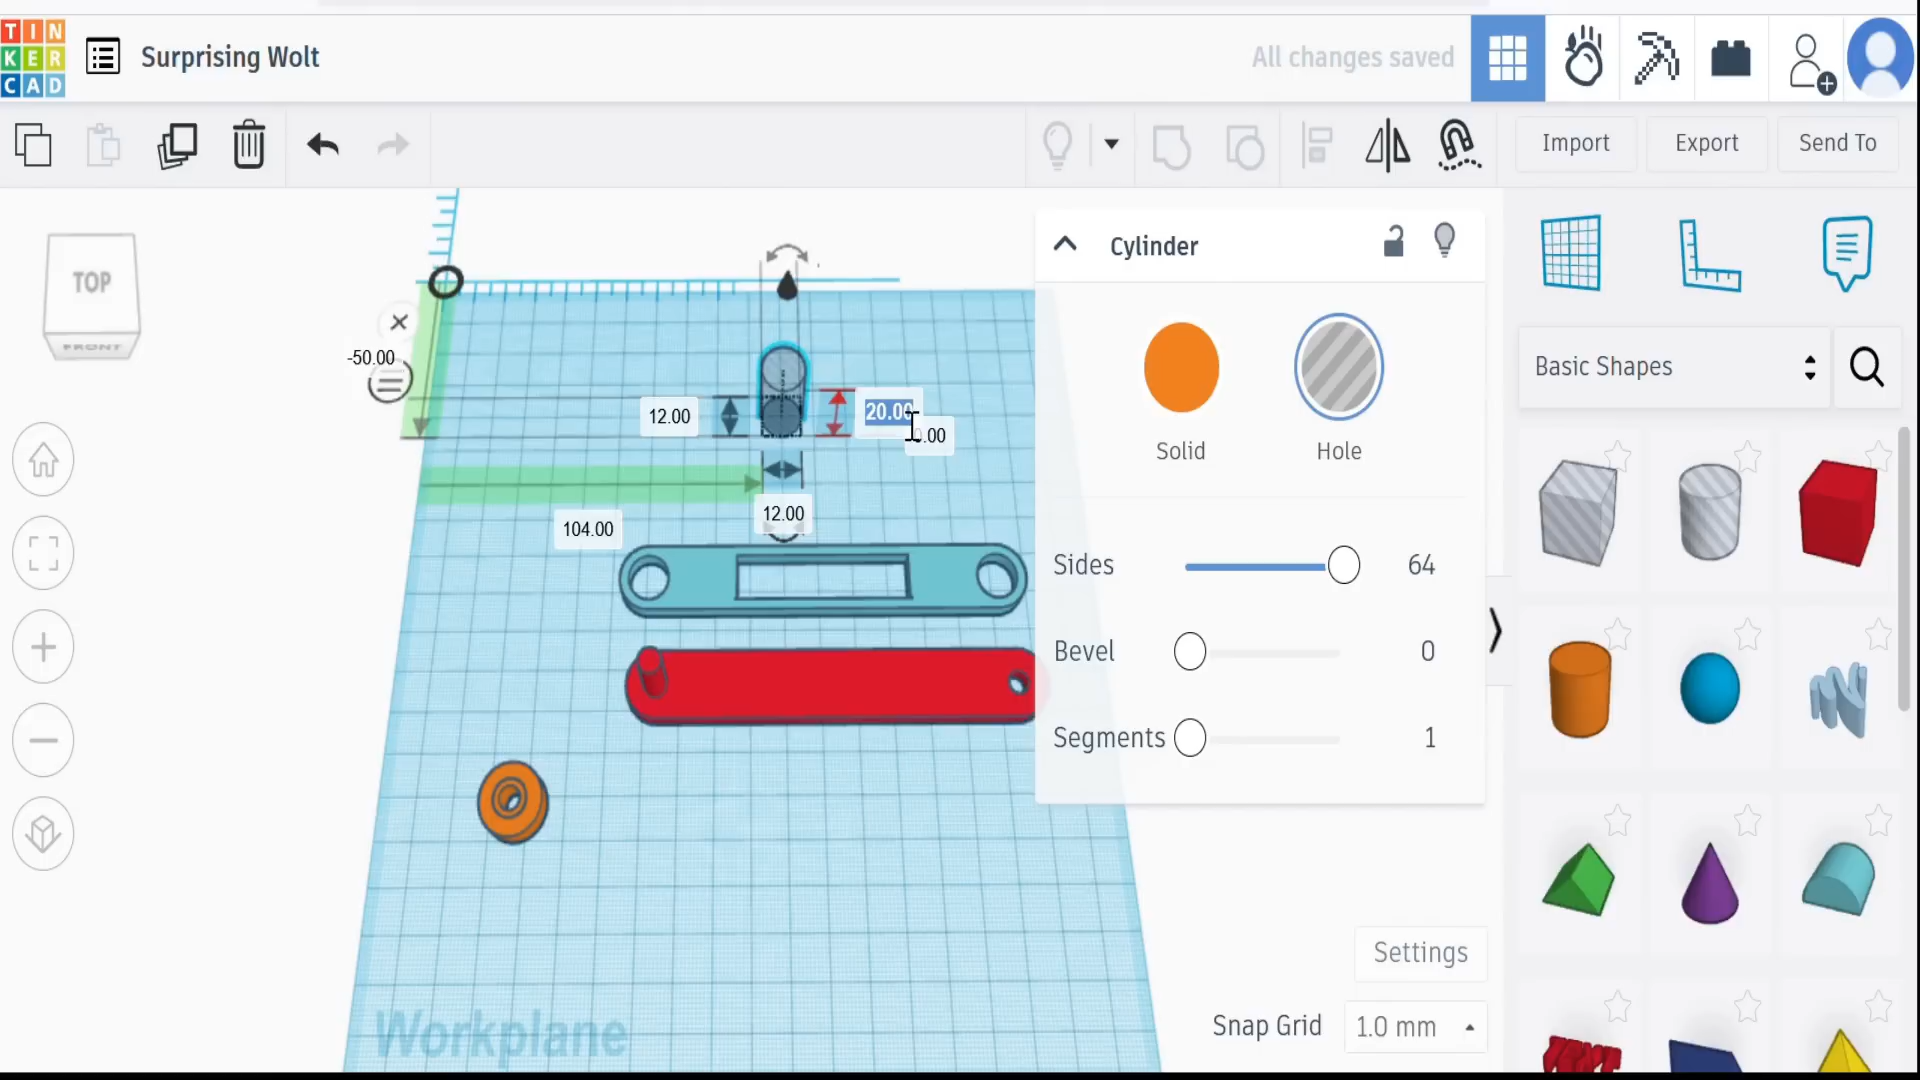 TIN
KER
CAD
Surprising Wolt
All changes saved
Import
Export
Send To
TOP
FRONT
Cylinder
-50.00
12.00
20.00
0.00
12.00
104.00
Solid
Hole
Sides
64
Bevel
0
Segments
1
Basic Shapes
Settings
Snap Grid
1.0 mm
Workplane